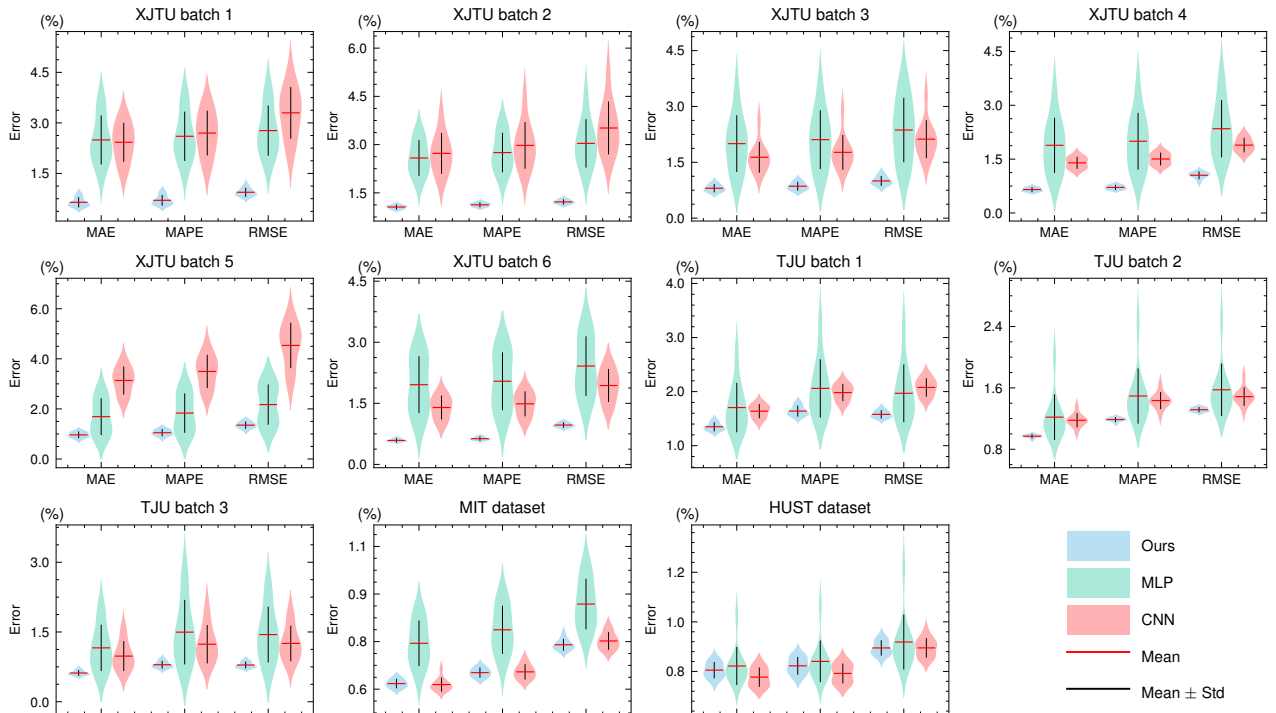 XJTU batch 1
(%)
Error
4.5
3.0
1.5
MAE MAPE RMSE
XJTU batch 2
(%)
Error
6.0
4.5
3.0
1.5
MAE MAPE RMSE
XJTU batch 3
(%)
Error
4.5
3.0
1.5
0.0
MAE MAPE RMSE
XJTU batch 4
(%)
Error
4.5
3.0
1.5
0.0
MAE MAPE RMSE
XJTU batch 5
(%)
Error
6.0
4.0
2.0
0.0
MAE MAPE RMSE
XJTU batch 6
(%)
Error
4.5
3.0
1.5
0.0
MAE MAPE RMSE
TJU batch 1
(%)
Error
4.0
3.0
2.0
1.0
MAE MAPE RMSE
TJU batch 2
(%)
Error
2.4
1.6
0.8
MAE MAPE RMSE
TJU batch 3
(%)
Error
3.0
1.5
0.0
MIT dataset
(%)
Error
1.1
0.9
0.8
0.6
HUST dataset
(%)
Error
1.2
1.0
0.8
Ours
MLP
CNN
Mean
Mean ± Std